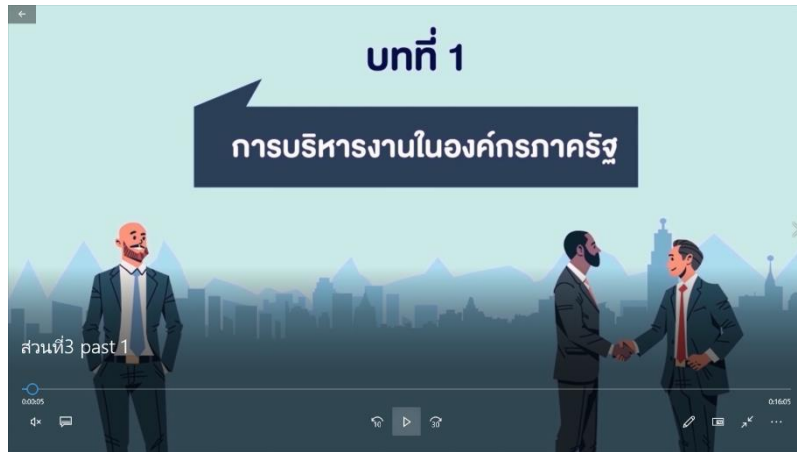 บทที่ 1
การบริหารงานในองค์กรภาครัฐ
ส่วนที่3 past 1
0:00:05
0:16:05
10
30